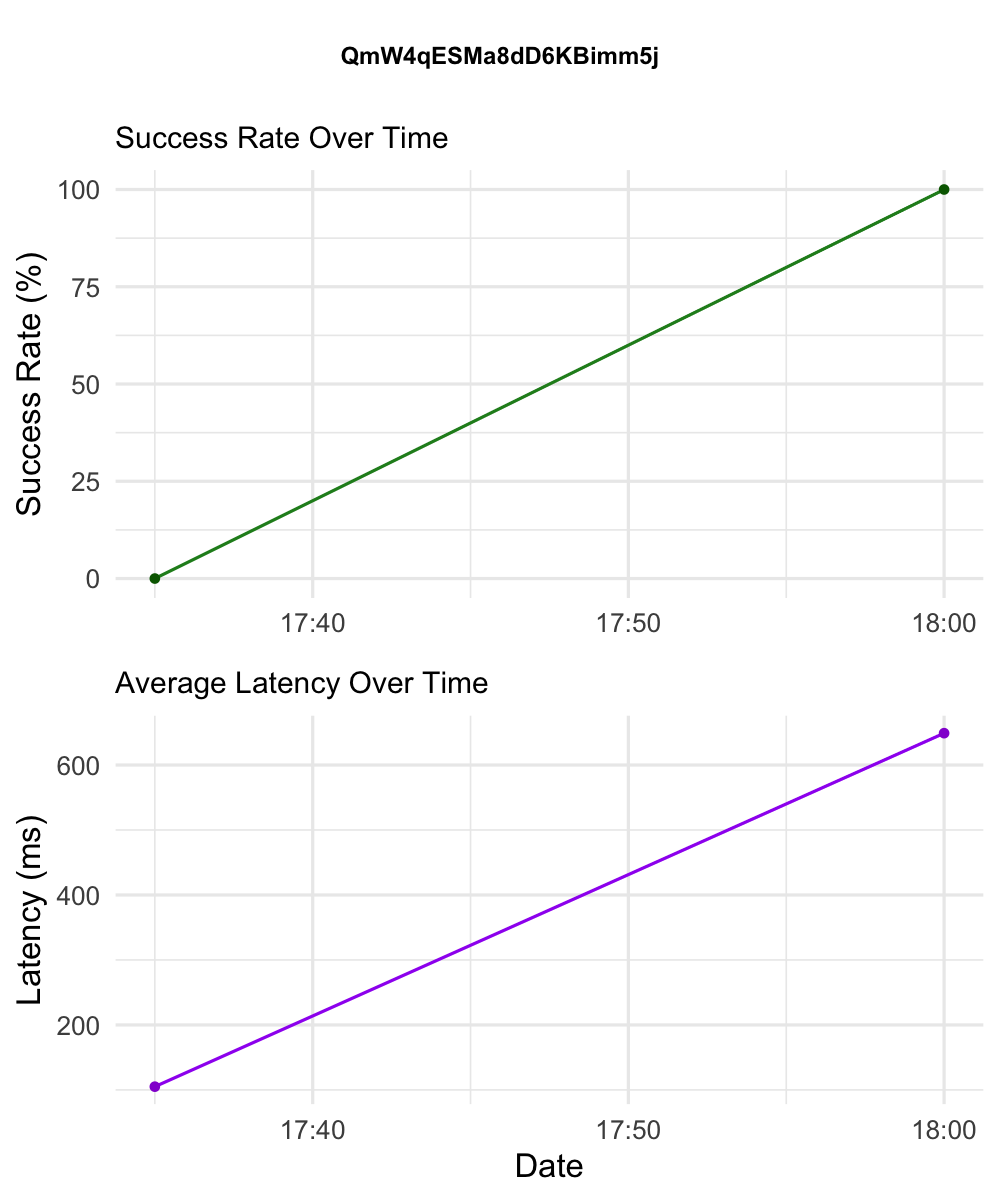 QmW4qESMa8dD6KBimm5j
Success Rate Over Time
Success Rate (%)
100
75
50
25
0
17:40 17:50 18:00
Average Latency Over Time
Latency (ms)
600
400
200
17:40 17:50 18:00
Date